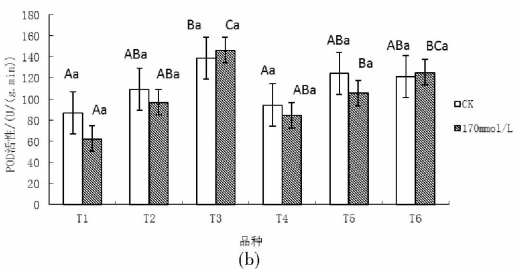 180
160
140
120
100
80
60
40
20
0
POD活性/(U/(g.min))
Aa
Aa
ABa
ABa
Ba
Ca
Aa
ABa
ABa
Ba
ABa
BCa
CK
170mmol/L
T1 T2 T3 T4 T5 T6
品种
(b)